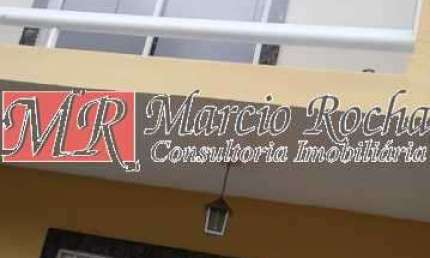 MR Marcio Rocha
Consultoria Imobiliária